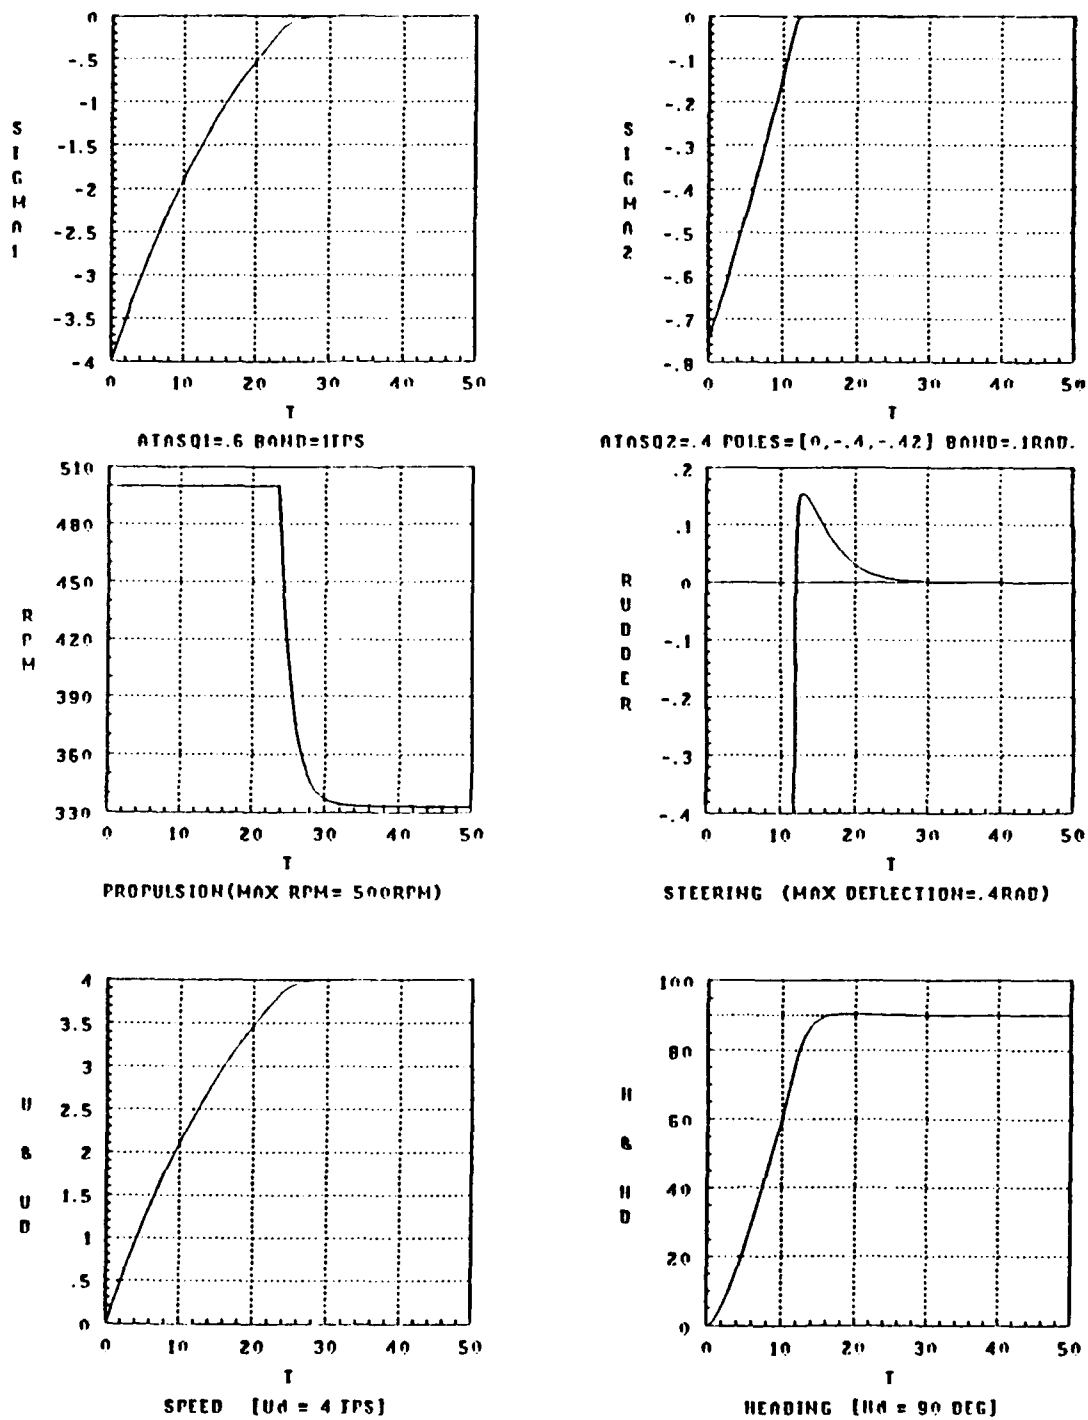 0
-.5
-1
-1.5
-2
-2.5
-3
-3.5
-4
SIGMA1
0 10 20 30 40 50
T
ATASQ1=.6 BAND=1FPS
0
-.1
-.2
-.3
-.4
-.5
-.6
-.7
-.8
SIGMA2
0 10 20 30 40 50
T
ATASQ2=.4 POLES=[0,-.4,-.42] BAND=.1RAD.
510
480
450
420
390
360
330
RPM
0 10 20 30 40 50
T
PROPULSION(MAX RPM= 500RPM)
.2
.1
0
-.1
-.2
-.3
-.4
RUDDER
0 10 20 30 40 50
T
STEERING (MAX DEFLECTION=.4RAD)
4
3.5
3
2.5
2
1.5
1
.5
0
U & UD
0 10 20 30 40 50
T
SPEED [Ud = 4 FPS]
100
80
60
40
20
0
H & HD
0 10 20 30 40 50
T
HEADING [Hd = 90 DEG]